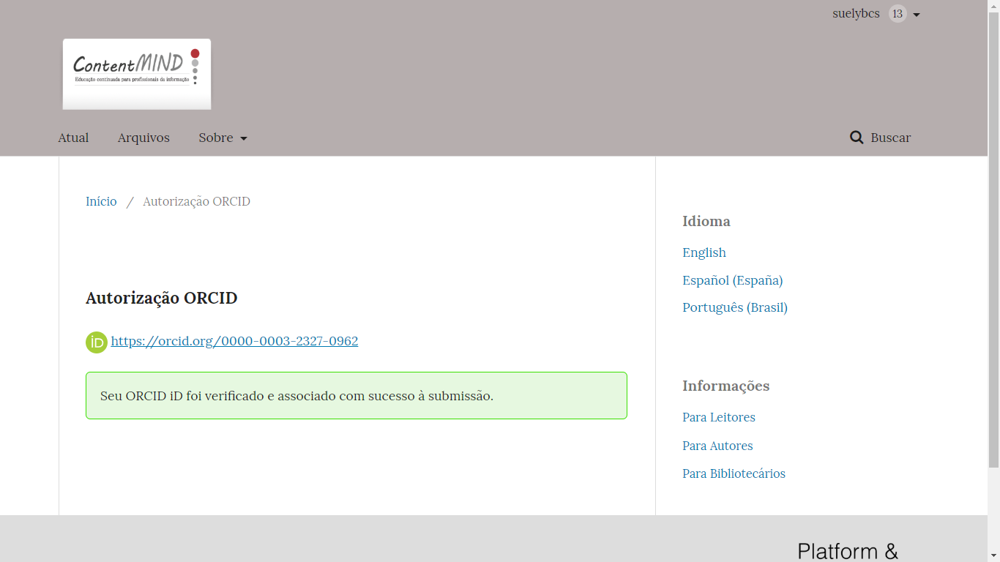 suelybcs 13
ContentMIND
Educação continuada para profissionais da informação
Atual Arquivos Sobre
Buscar
Início / Autorização ORCID
Autorização ORCID
iD https://orcid.org/0000-0003-2327-0962
Seu ORCID iD foi verificado e associado com sucesso à submissão.
Idioma
English
Español (España)
Português (Brasil)
Informações
Para Leitores
Para Autores
Para Bibliotecários
Platform &